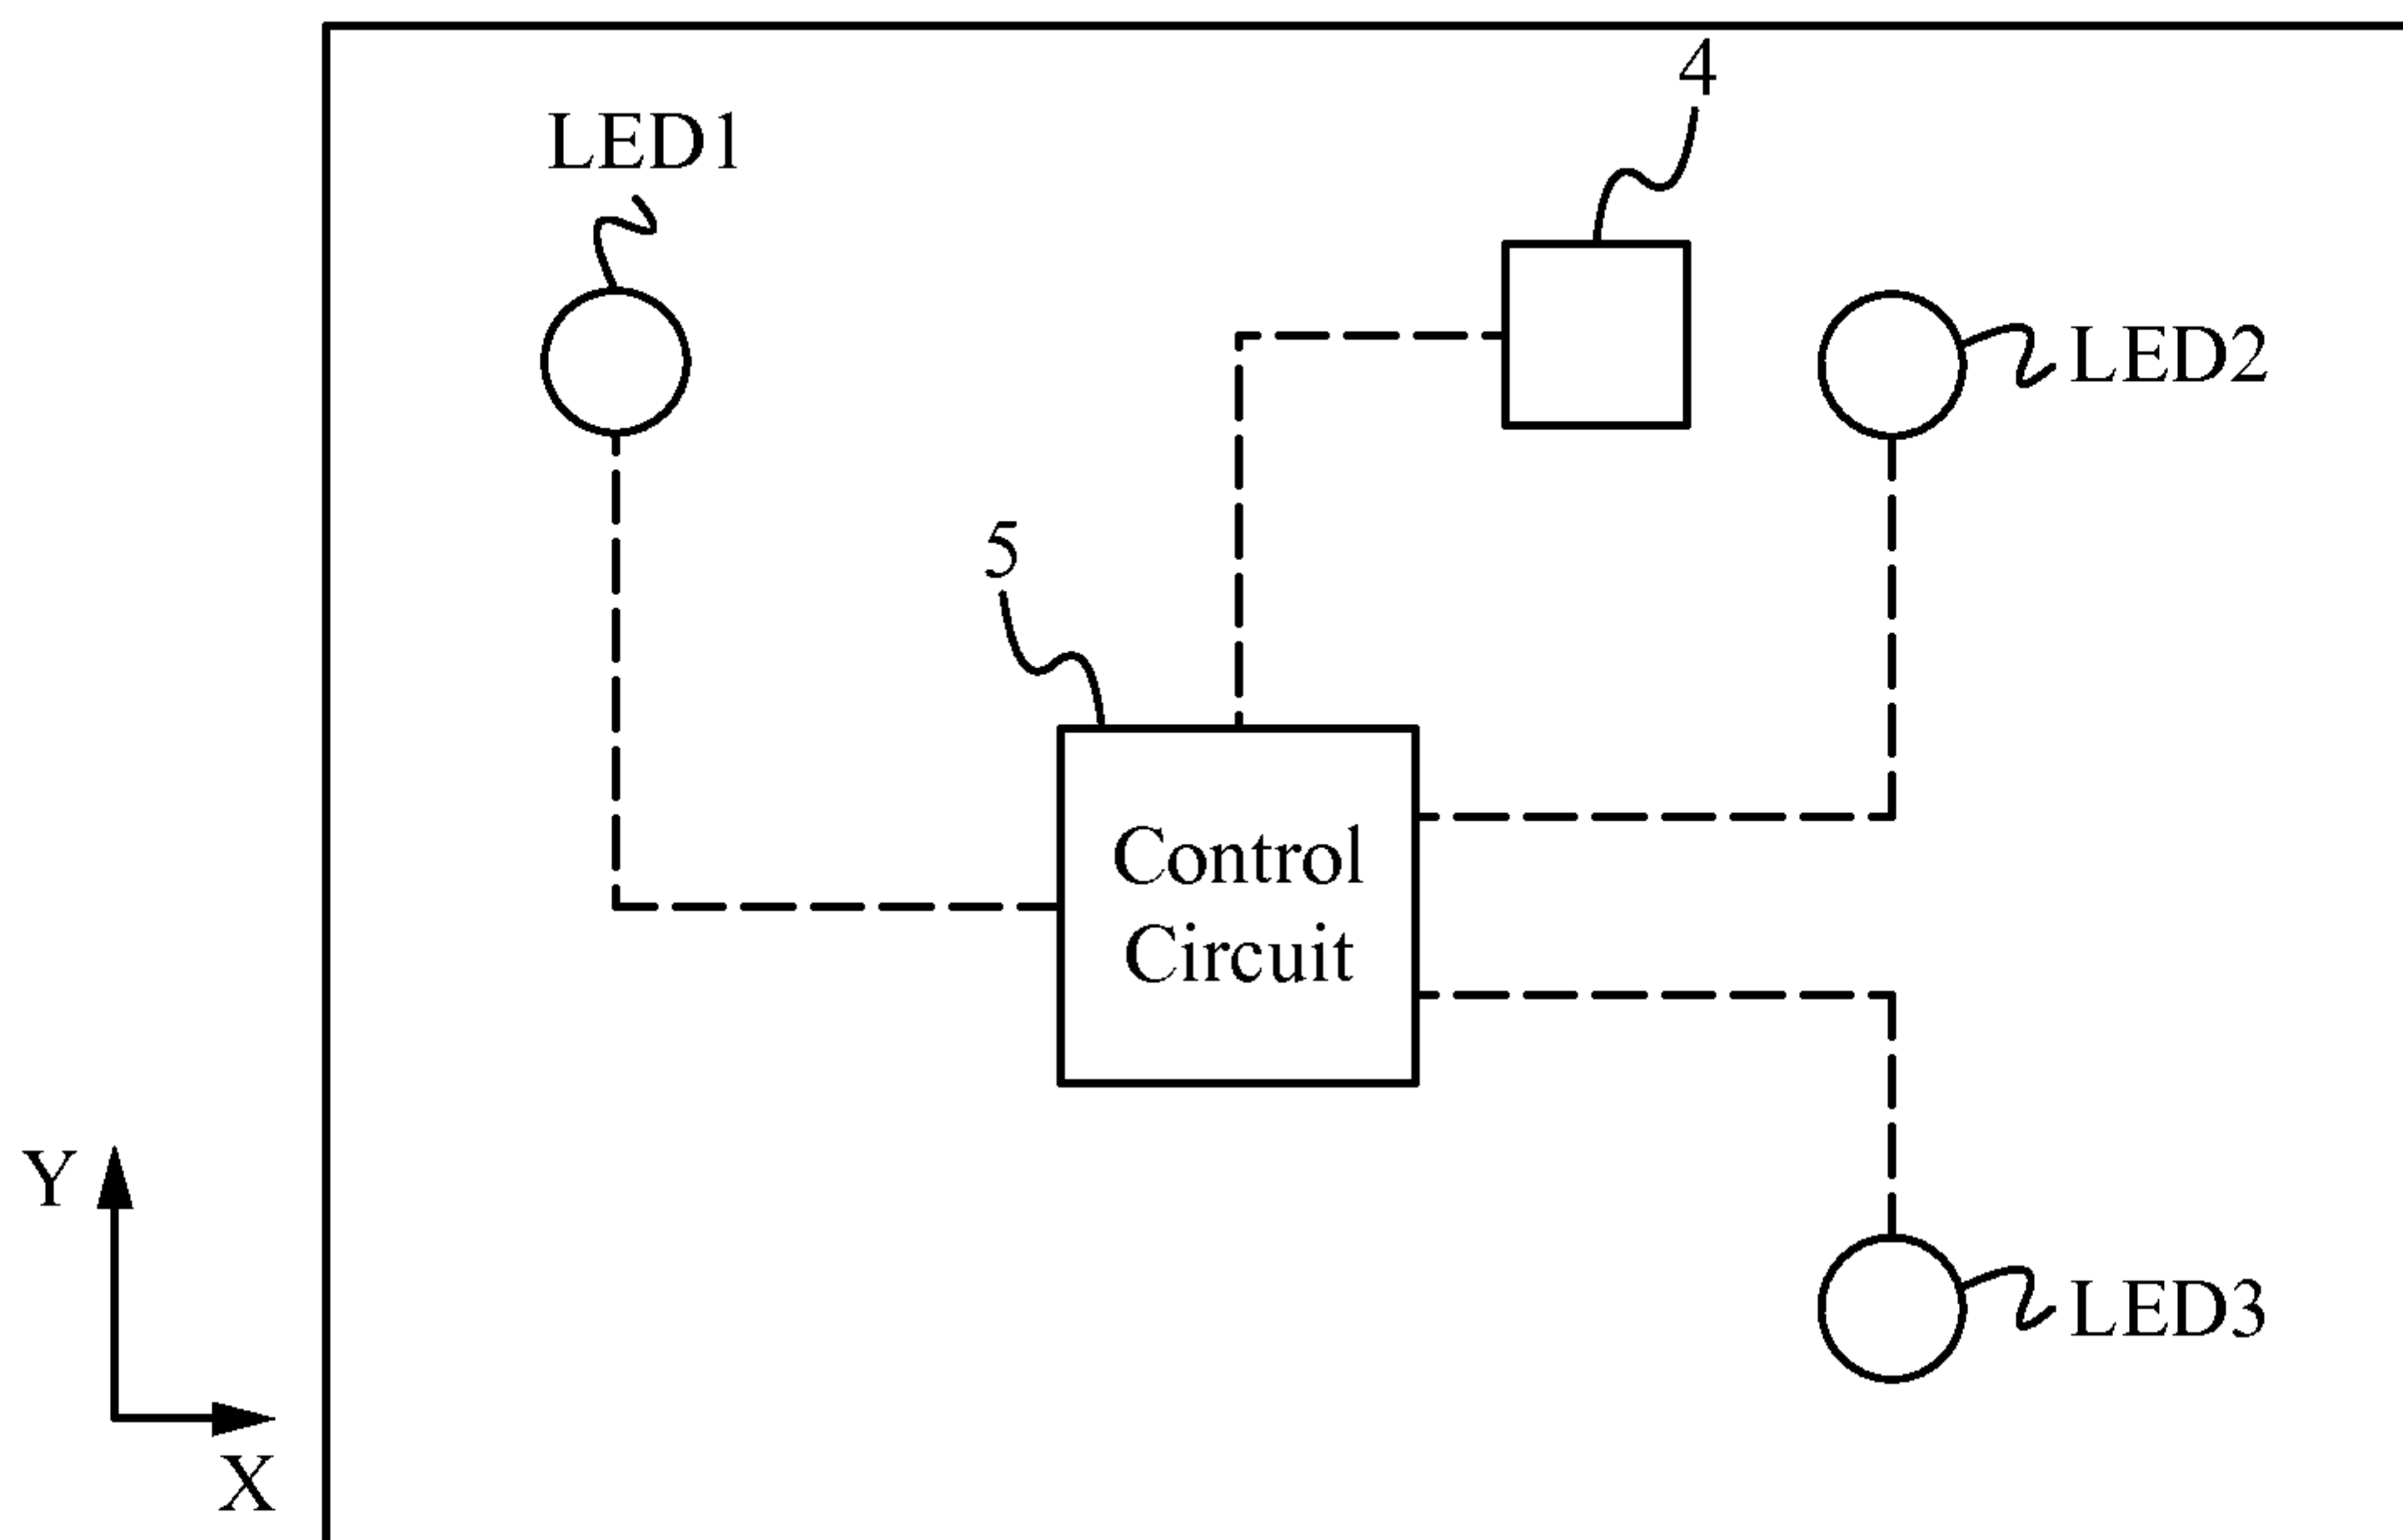 4
LED1
LED2
5
Control
Circuit
Y
LED3
X